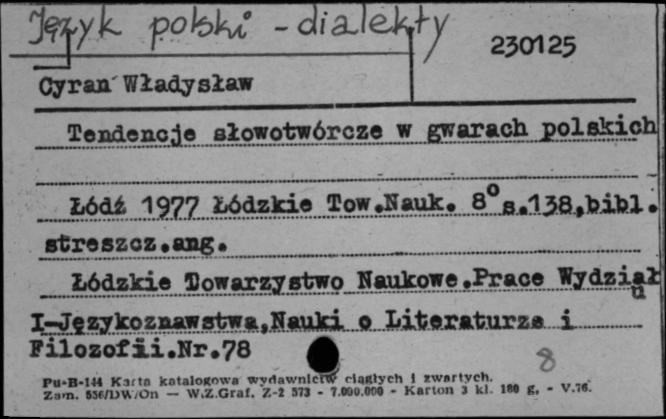 Język polski - dialekty
230125
Cyran Władysław
Tendencje słowotwórcze w gwarach polskich
Łódź 1977 Łódzkie Tow.Nauk. 8° s.138,bibl.
streszcz.ang.
Łódzkie Towarzystwo Naukowe.Prace Wydziału
I-Językoznawstwa,Nauki o Literaturze i
Filozofii.Nr.78
8
Pu-B-144 Karta katalogowa wydawnictw ciągłych i zwartych.
Zam. 556/DW/On — W.Z.Graf. Z-2 573 - 7.000.000 - Karton 3 kl. 180 g. - V.76.